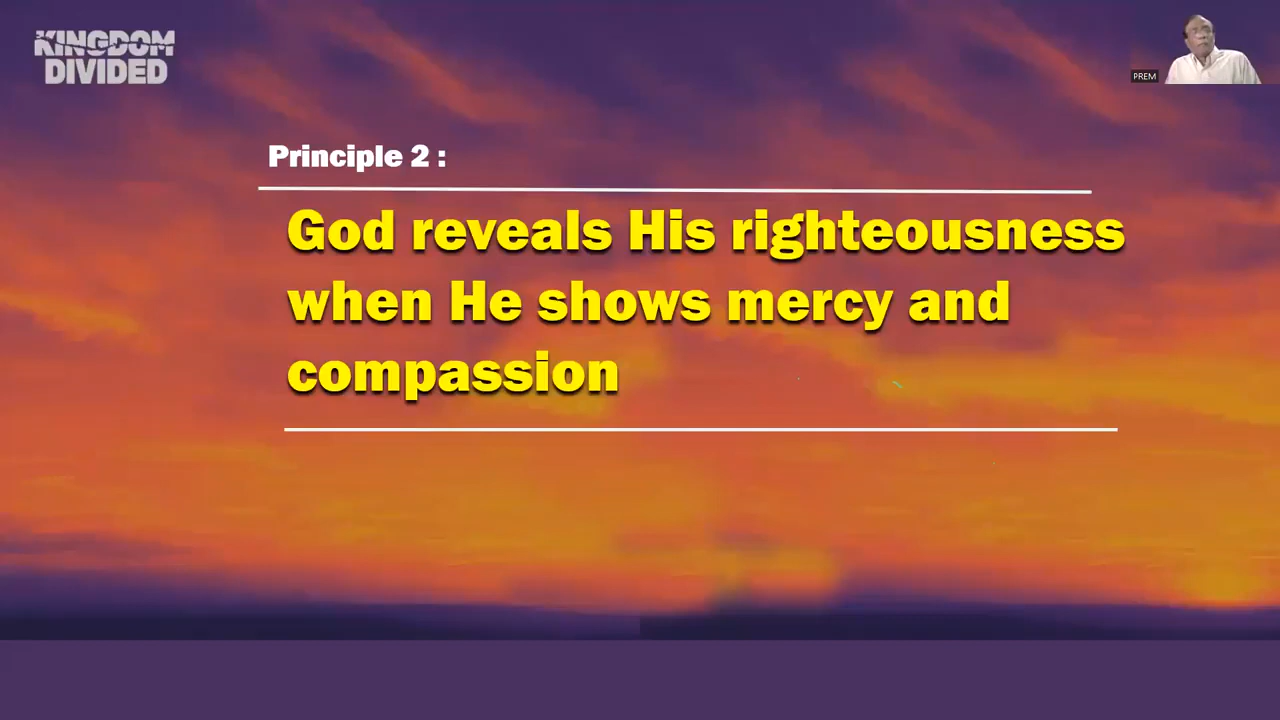 KINGDOM
DIVIDED
PREM
Principle 2 :
God reveals His righteousness
when He shows mercy and
compassion